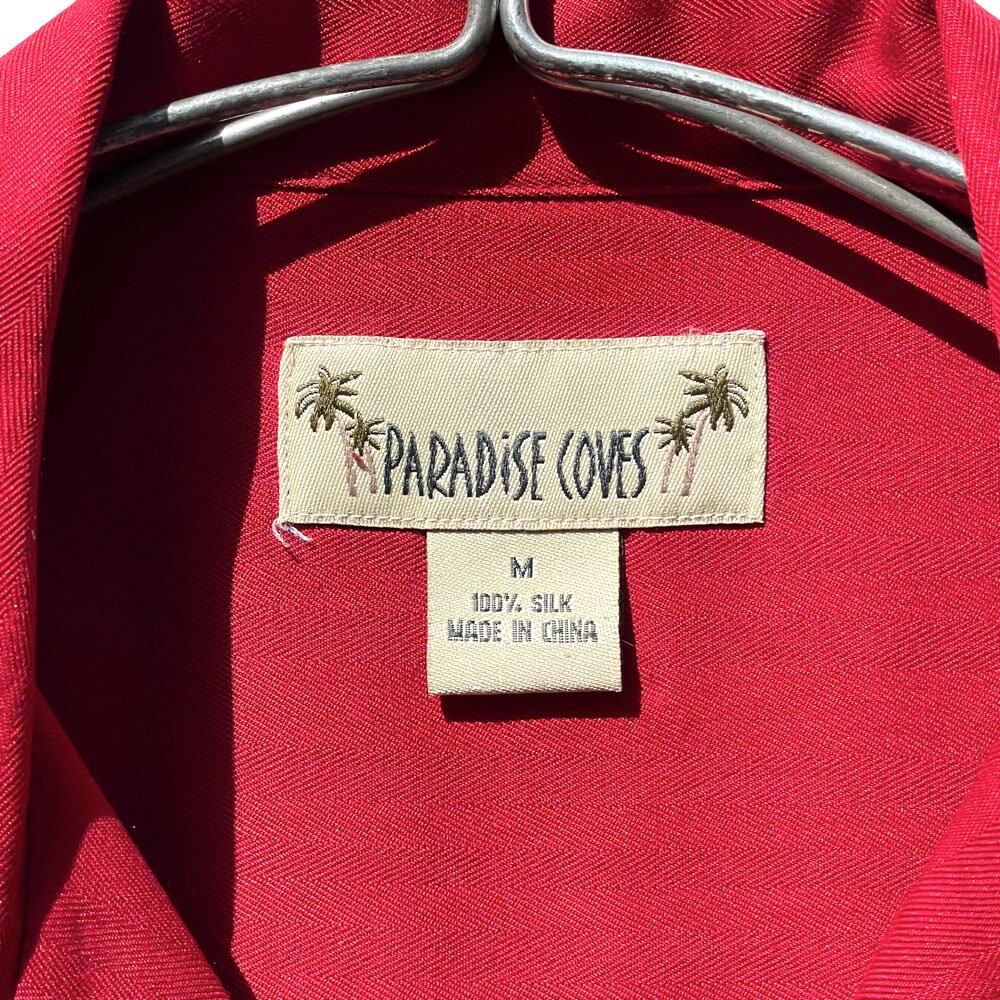 PARADiSE COVES
M
100% SILK
MADE IN CHINA